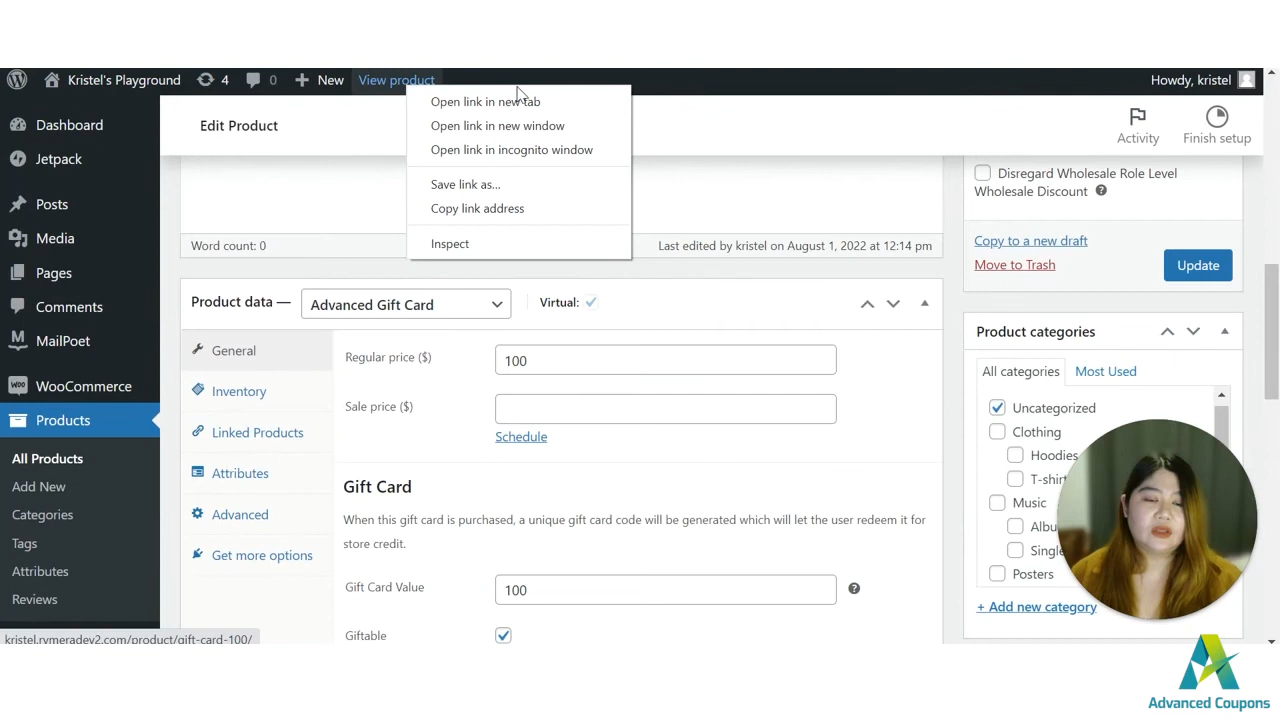 Kristel's Playground
4
0
New
View product
Howdy, kristel
Open link in new tab
Open link in new window
Open link in incognito window
Save link as...
Copy link address
Inspect
Dashboard
Jetpack
Posts
Media
Pages
Comments
MailPoet
WooCommerce
Products
All Products
Add New
Categories
Tags
Attributes
Reviews
Edit Product
Activity
Finish setup
Word count: 0
Last edited by kristel on August 1, 2022 at 12:14 pm
Product data —
Advanced Gift Card
Virtual:
General
Inventory
Linked Products
Attributes
Advanced
Get more options
Regular price ($)
100
Sale price ($)
Schedule
Gift Card
When this gift card is purchased, a unique gift card code will be generated which will let the user redeem it for
store credit.
Gift Card Value
100
Giftable
Disregard Wholesale Role Level
Wholesale Discount
Copy to a new draft
Move to Trash
Update
Product categories
All categories
Most Used
Uncategorized
Clothing
Hoodies
T-shirt
Music
Albu
Single
Posters
+ Add new category
kristel.rymeradev2.com/product/gift-card-100/
Advanced Coupons